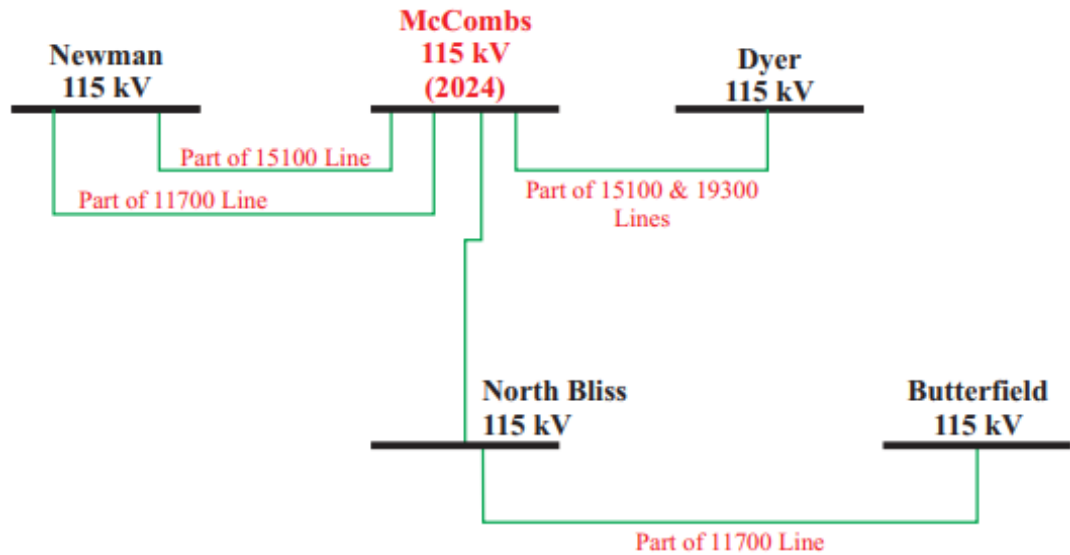 Newman
115 kV
McCombs
115 kV
(2024)
Dyer
115 kV
Part of 15100 Line
Part of 11700 Line
Part of 15100 & 19300
Lines
North Bliss
115 kV
Butterfield
115 kV
Part of 11700 Line